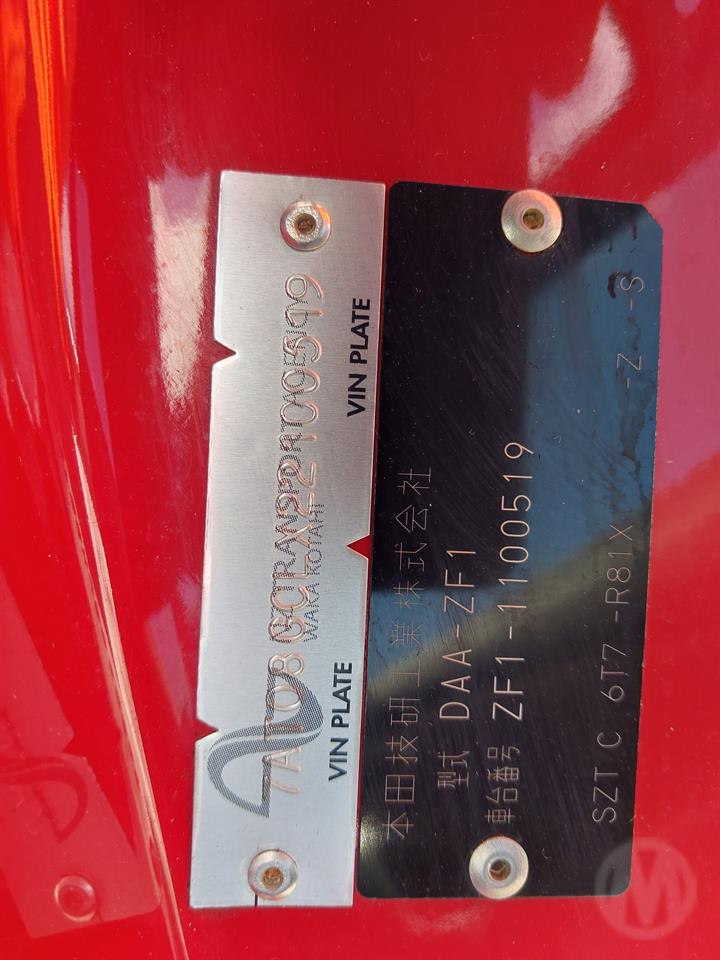 WAKA KOTAHI
VIN PLATE VIN PLATE
本田技研工業株式会社
型式 DAA-ZF1
車台番号 ZF1-1100519
SZT C 6T7 -R81X -Z -S